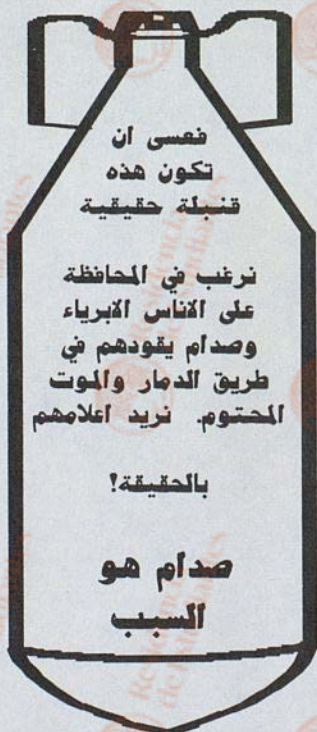 فعسى ان
تكون هذه
قنبلة حقيقية
نرغب في المحافظة
على الاناس الابرياء
وصدام يقودهم في
طريق الدمار والموت
المحتوم. نريد اعلامهم
بالحقيقة!
صدام هو
السبب